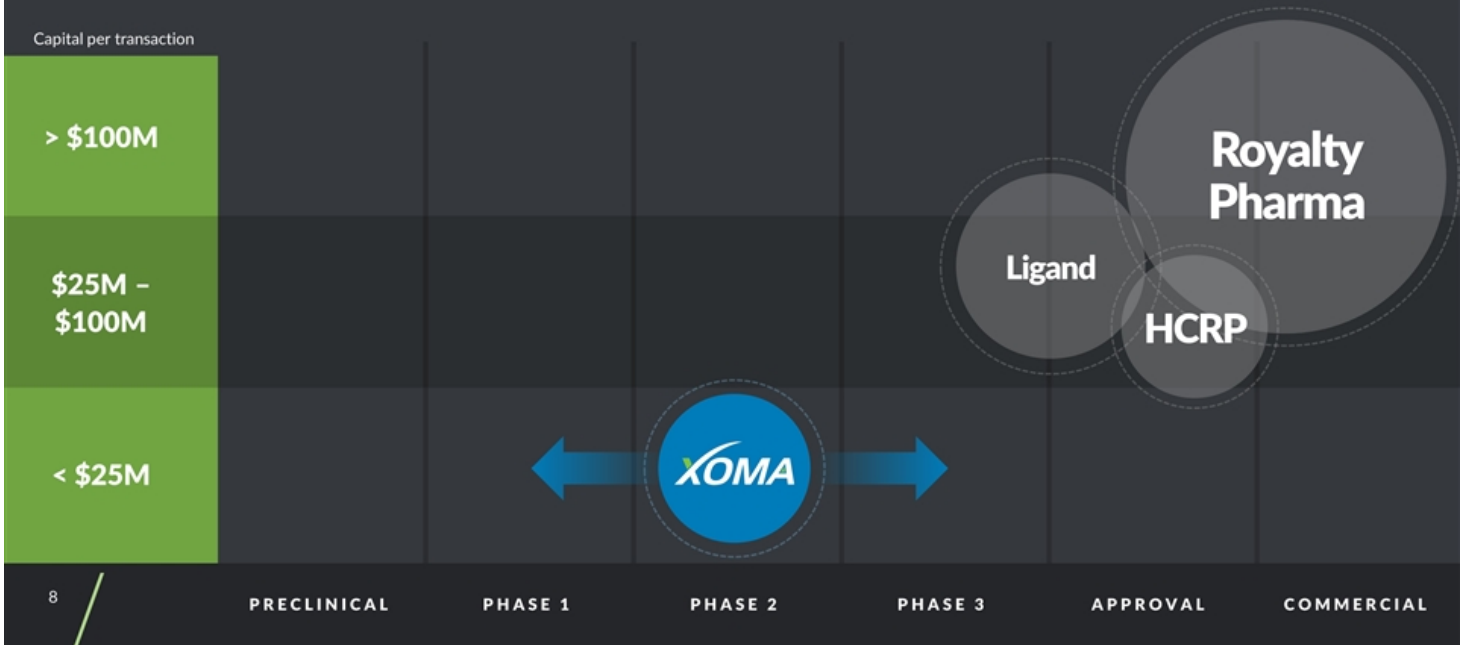 Capital per transaction
> $100M
Royalty
Pharma
$25M –
$100M
Ligand
HCRP
< $25M
XOMA
8
PRECLINICAL
PHASE 1
PHASE 2
PHASE 3
APPROVAL
COMMERCIAL